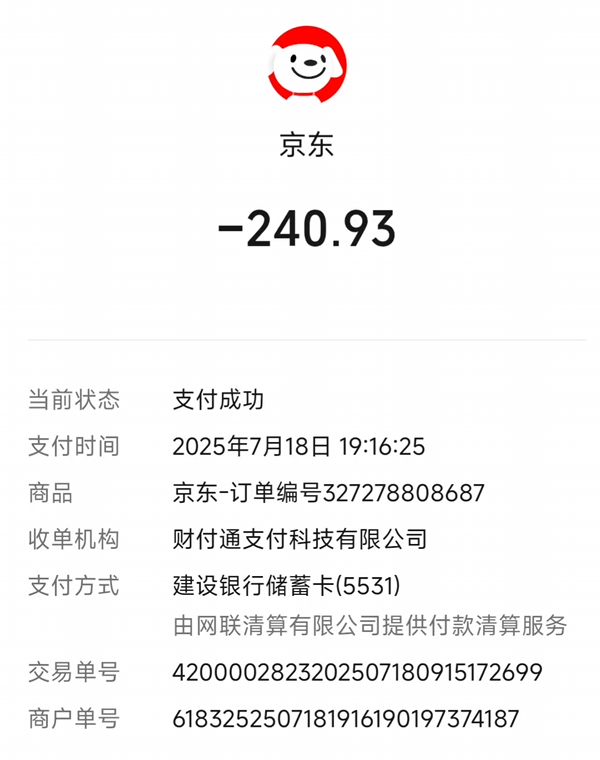 京东
-240.93
当前状态 支付成功
支付时间 2025年7月18日 19:16:25
商品 京东-订单编号327278808687
收单机构 财付通支付科技有限公司
支付方式 建设银行储蓄卡(5531)
由网联清算有限公司提供付款清算服务
交易单号 4200002823202507180915172699
商户单号 61832525071819161901973741​87